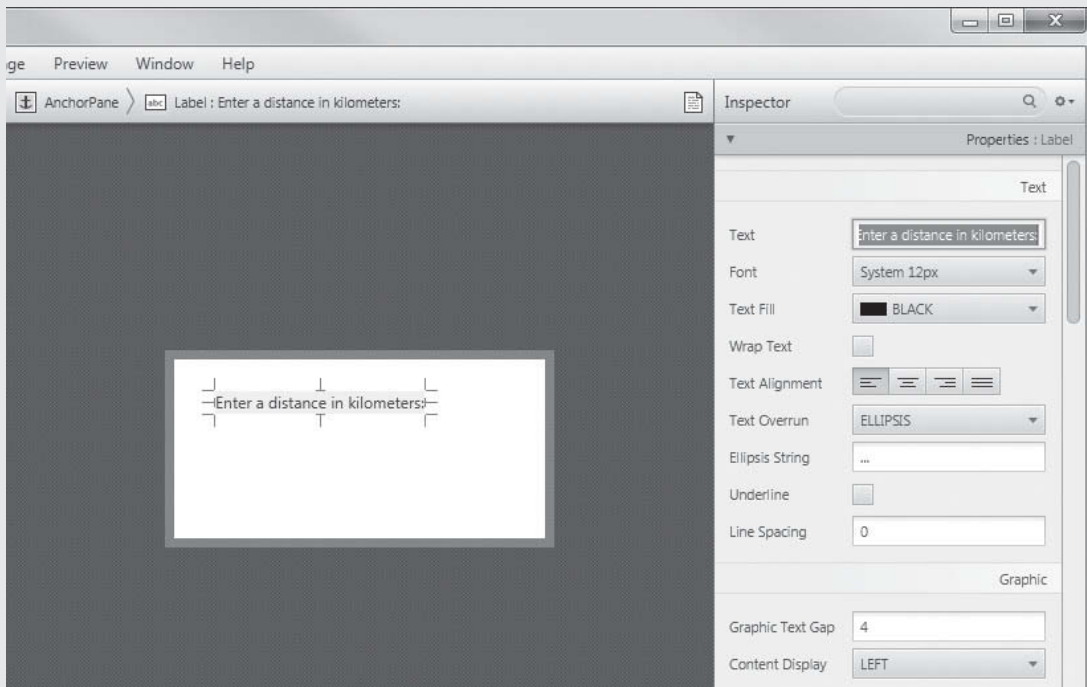 ge Preview Window Help
AnchorPane abc Label : Enter a distance in kilometers:
Inspector
Properties : Label
Text
Text Enter a distance in kilometers:
Font System 12px
Text Fill BLACK
Wrap Text
Text Alignment
Text Overrun ELLIPSIS
Ellipsis String ...
Underline
Line Spacing 0
Graphic
Graphic Text Gap 4
Content Display LEFT
Enter a distance in kilometers: